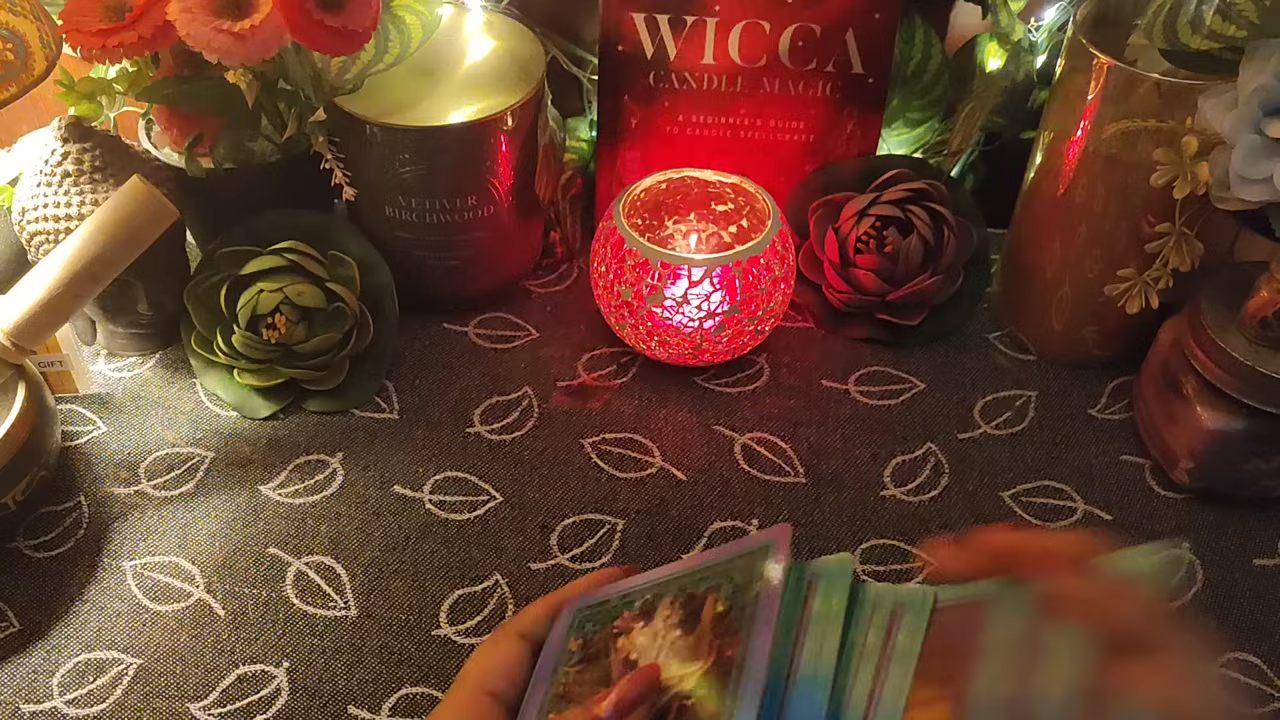 WICCA
CANDLE MAGIC
A BEGINNER'S GUIDE
TO CANDLE SPELLCRAFT
VETIVER
BIRCHWOOD
GIFT